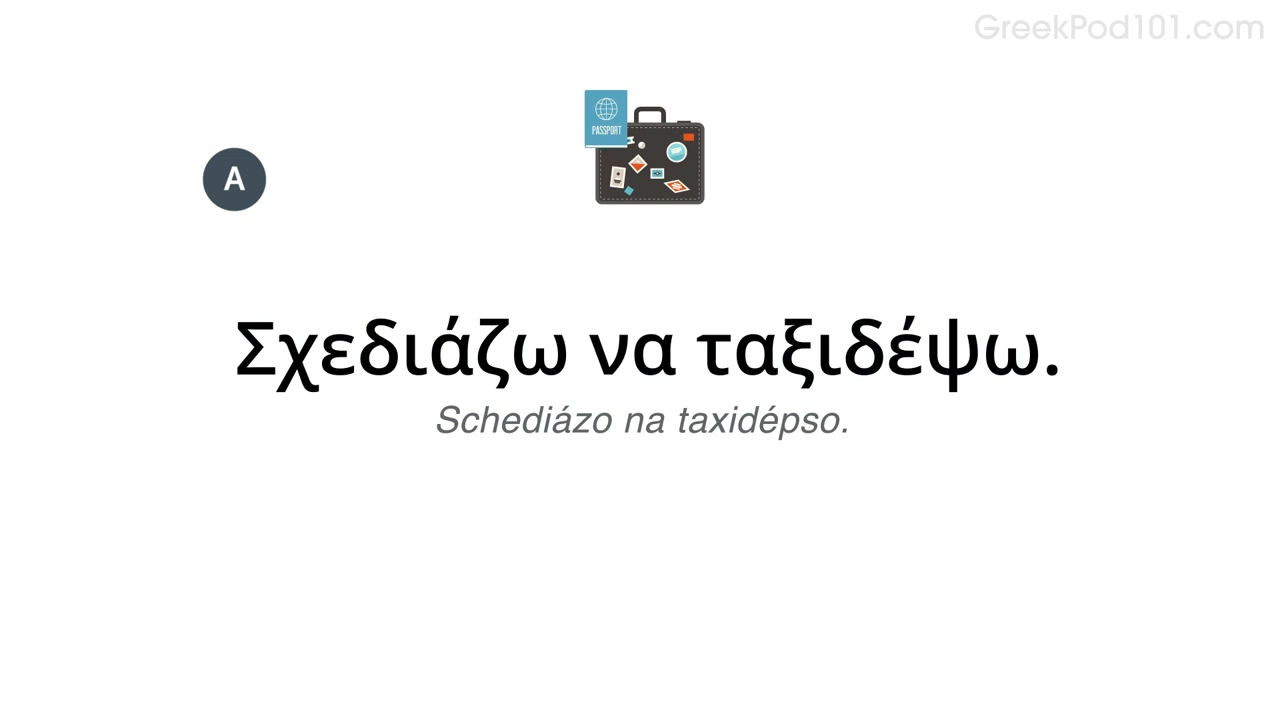 GreekPod101.com
PASSPORT
A
Σχεδιάζω να ταξιδέψω.
Schediázo na taxidépso.